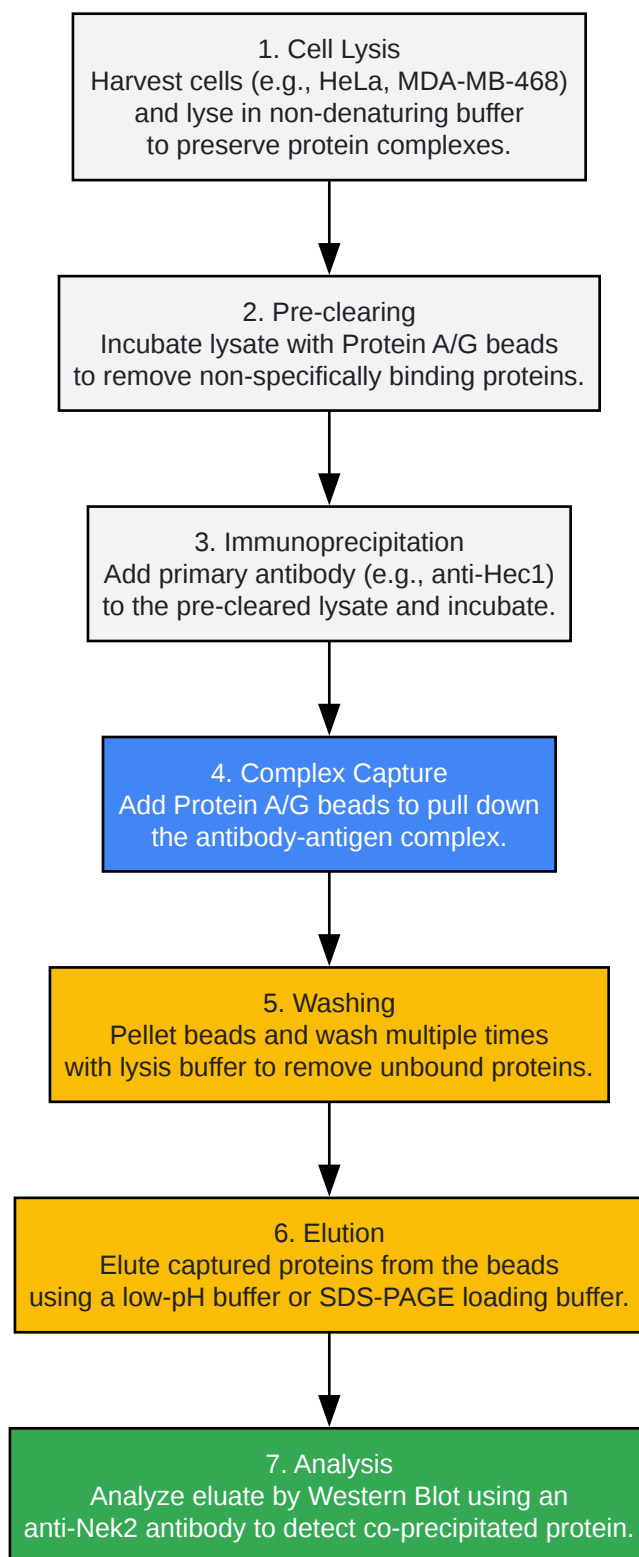 1. Cell Lysis
Harvest cells (e.g., HeLa, MDA-MB-468)
and lyse in non-denaturing buffer
to preserve protein complexes.
2. Pre-clearing
Incubate lysate with Protein A/G beads
to remove non-specifically binding proteins.
3. Immunoprecipitation
Add primary antibody (e.g., anti-Hec1)
to the pre-cleared lysate and incubate.
4. Complex Capture
Add Protein A/G beads to pull down
the antibody-antigen complex.
5. Washing
Pellet beads and wash multiple times
with lysis buffer to remove unbound proteins.
6. Elution
Elute captured proteins from the beads
using a low-pH buffer or SDS-PAGE loading buffer.
7. Analysis
Analyze eluate by Western Blot using an
anti-Nek2 antibody to detect co-precipitated protein.